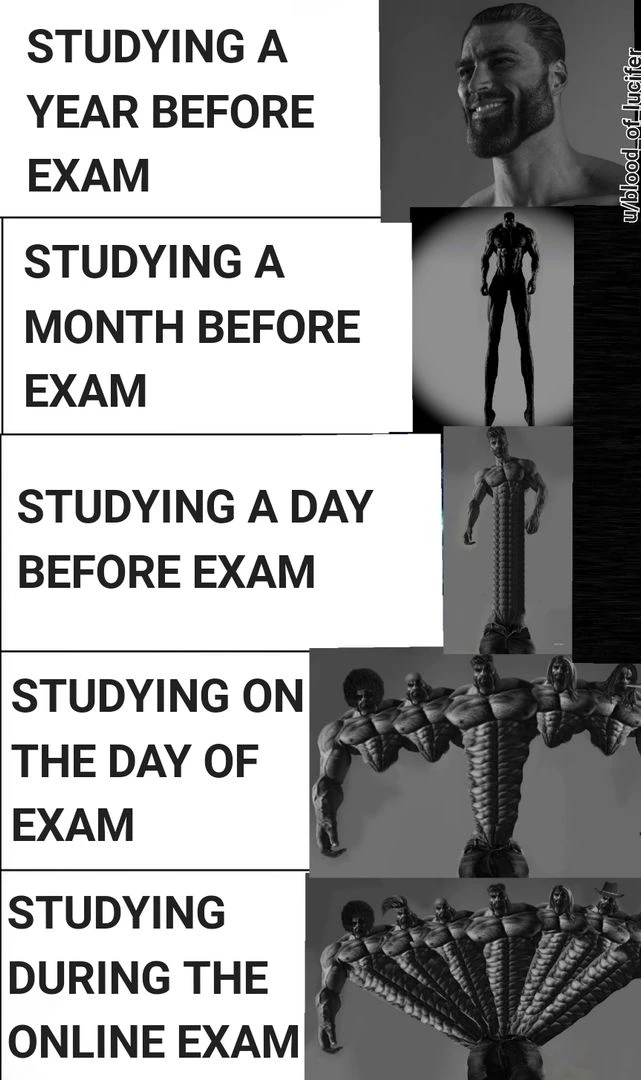 STUDYING A
YEAR BEFORE
EXAM
u/blood_of_lucifer
STUDYING A
MONTH BEFORE
EXAM
STUDYING A DAY
BEFORE EXAM
STUDYING ON
THE DAY OF
EXAM
STUDYING
DURING THE
ONLINE EXAM